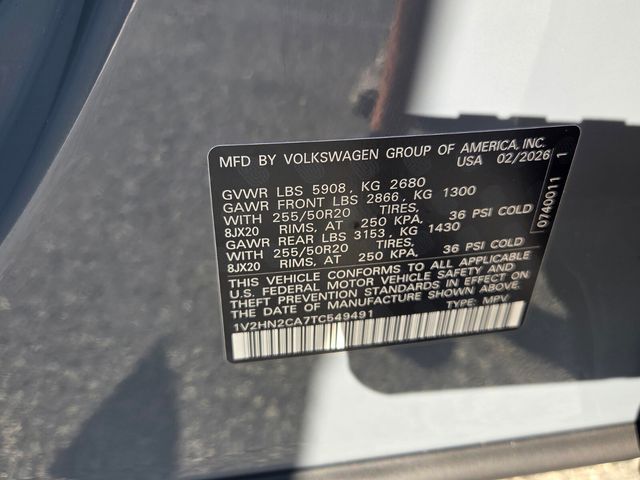 MFD BY VOLKSWAGEN GROUP OF AMERICA, INC.
USA 02/2026
GVWR LBS 5908, KG 2680
GAWR FRONT LBS 2866, KG 1300
WITH 255/50R20 TIRES,
8JX20 RIMS, AT 250 KPA, 36 PSI COLD
GAWR REAR LBS 3153, KG 1430
WITH 255/50R20 TIRES,
8JX20 RIMS, AT 250 KPA, 36 PSI COLD
THIS VEHICLE CONFORMS TO ALL APPLICABLE
U.S. FEDERAL MOTOR VEHICLE SAFETY AND
THEFT PREVENTION STANDARDS IN EFFECT ON
THE DATE OF MANUFACTURE SHOWN ABOVE.
1V2HN2CA7TC549491 TYPE: MPV
0740011 1